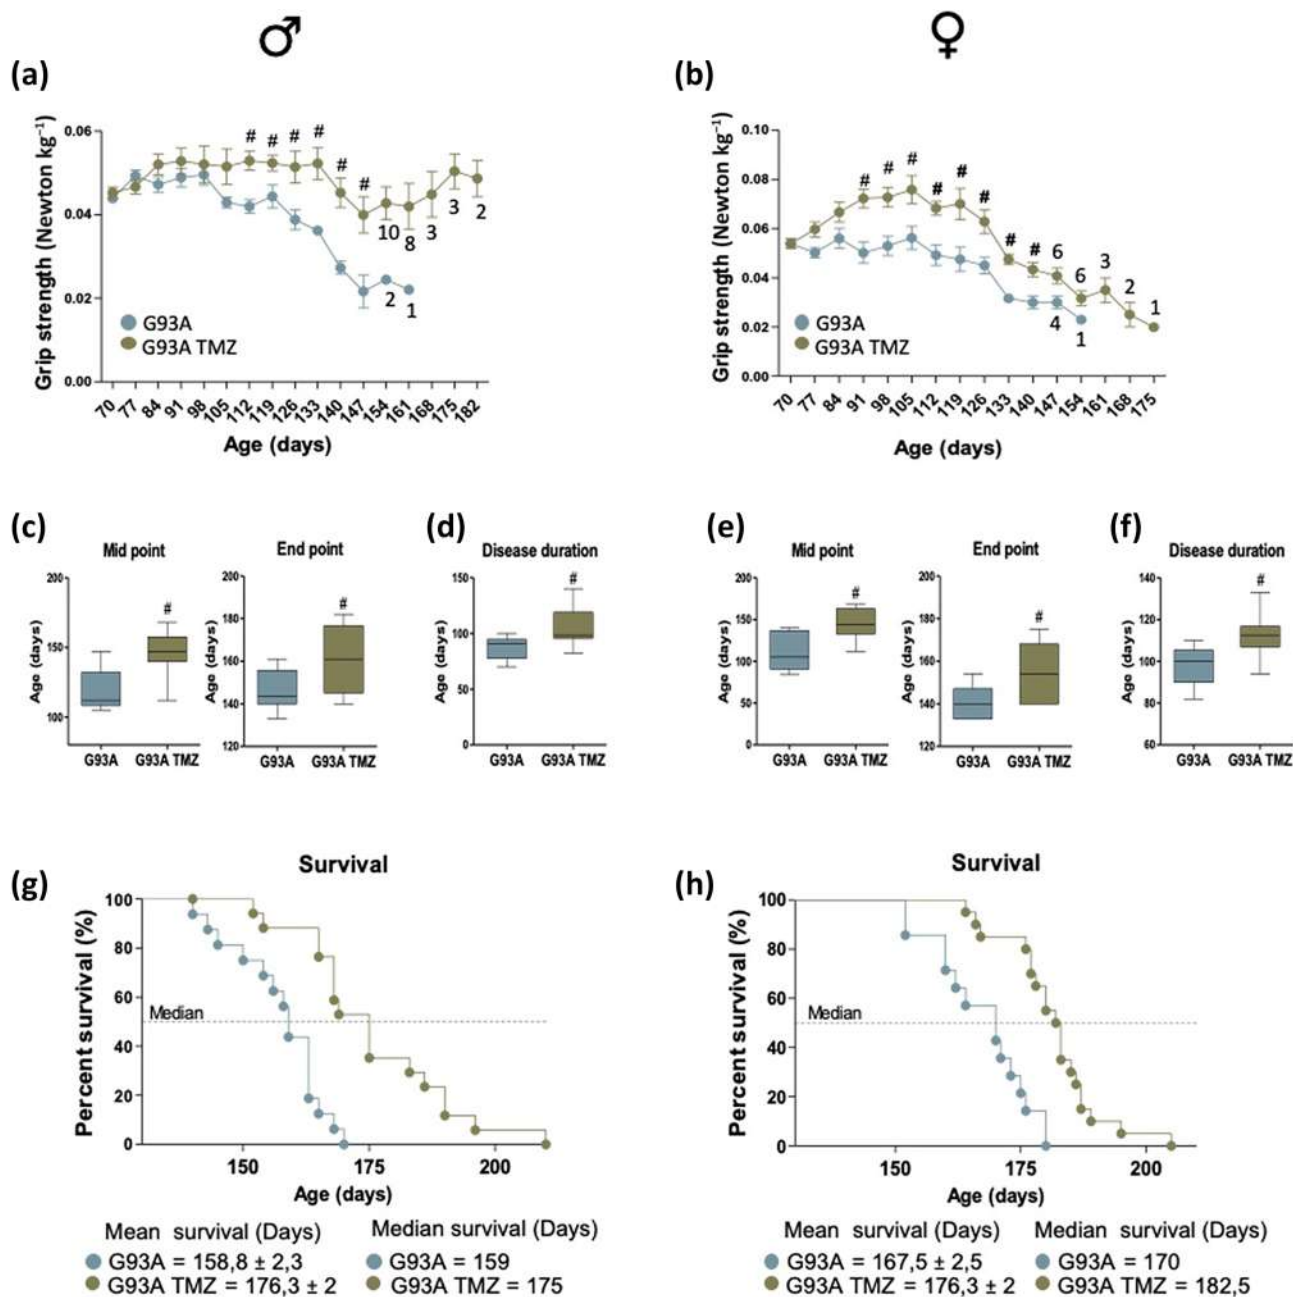 ♂
♀
(a)
Grip strength (Newton kg⁻¹)
0.06
0.04
0.02
0.00
# # # # # #
10 8 3 3 2
2 1
G93A
G93A TMZ
70 77 84 91 98 105 112 119 126 133 140 147 154 161 168 175 182
Age (days)
(b)
Grip strength (Newton kg⁻¹)
0.10
0.08
0.06
0.04
0.02
0.00
# # # # # # # #
6 6 3 2 1
4 1
G93A
G93A TMZ
70 77 84 91 98 105 112 119 126 133 140 147 154 161 168 175
Age (days)
(c)
Mid point
Age (days)
200
150
100
#
G93A G93A TMZ
End point
Age (days)
200
180
160
140
120
#
G93A G93A TMZ
(d)
Disease duration
Age (days)
150
100
50
0
#
G93A G93A TMZ
(e)
Mid point
Age (days)
200
150
100
50
0
#
G93A G93A TMZ
End point
Age (days)
200
180
160
140
120
#
G93A G93A TMZ
(f)
Disease duration
Age (days)
140
120
100
80
60
#
G93A G93A TMZ
(g)
Survival
Percent survival (%)
100
80
60
40
20
0
Median
150 175 200
Age (days)
Mean survival (Days) Median survival (Days)
G93A = 158,8 ± 2,3 G93A = 159
G93A TMZ = 176,3 ± 2 G93A TMZ = 175
(h)
Survival
Percent survival (%)
100
80
60
40
20
0
Median
150 175 200
Age (days)
Mean survival (Days) Median survival (Days)
G93A = 167,5 ± 2,5 G93A = 170
G93A TMZ = 176,3 ± 2 G93A TMZ = 182,5